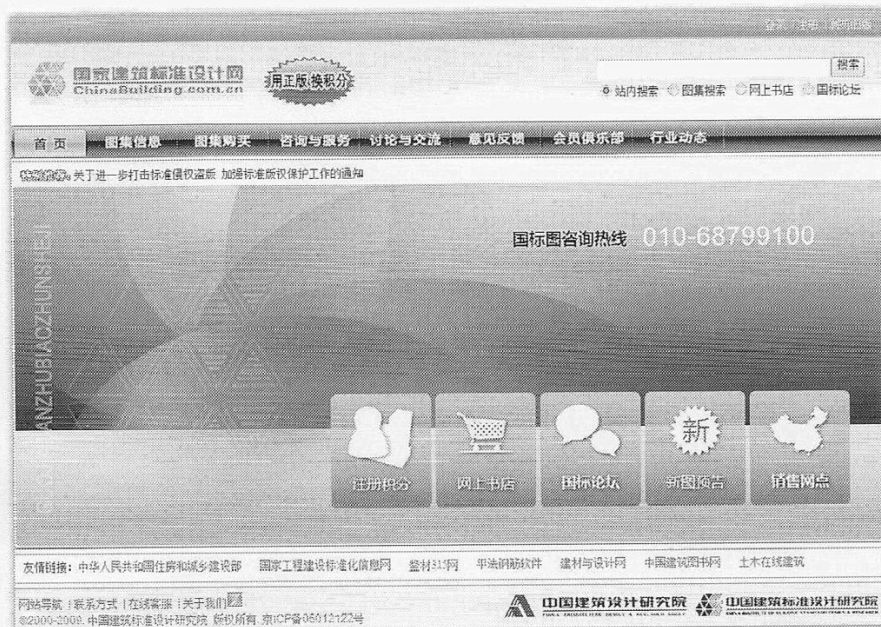 登录 | 注册
国家建筑标准设计网
ChinaBuilding.com.cn
用正版 换积分
搜索
站内搜索 图集搜索 网上书店 国标论坛
首页 图集信息 图集购买 咨询与服务 讨论与交流 意见反馈 会员俱乐部 行业动态
特别推荐: 关于进一步打击标准侵权盗版 加强标准版权保护工作的通知
国标图咨询热线 010-68799100
ANZHUBIAOZHUNSHEJI
注册积分 网上书店 国标论坛 新图预告 销售网点
新
友情链接: 中华人民共和国住房和城乡建设部 国家工程建设标准化信息网 鉴材315网 平法钢筋软件 建材与设计网 中国建筑图书网 土木在线建筑
网站导航 | 联系方式 | 在线客服 | 关于我们
©2000-2009. 中国建筑标准设计研究院 版权所有. 京ICP备05012122号
中国建筑设计研究院 中国建筑标准设计研究院